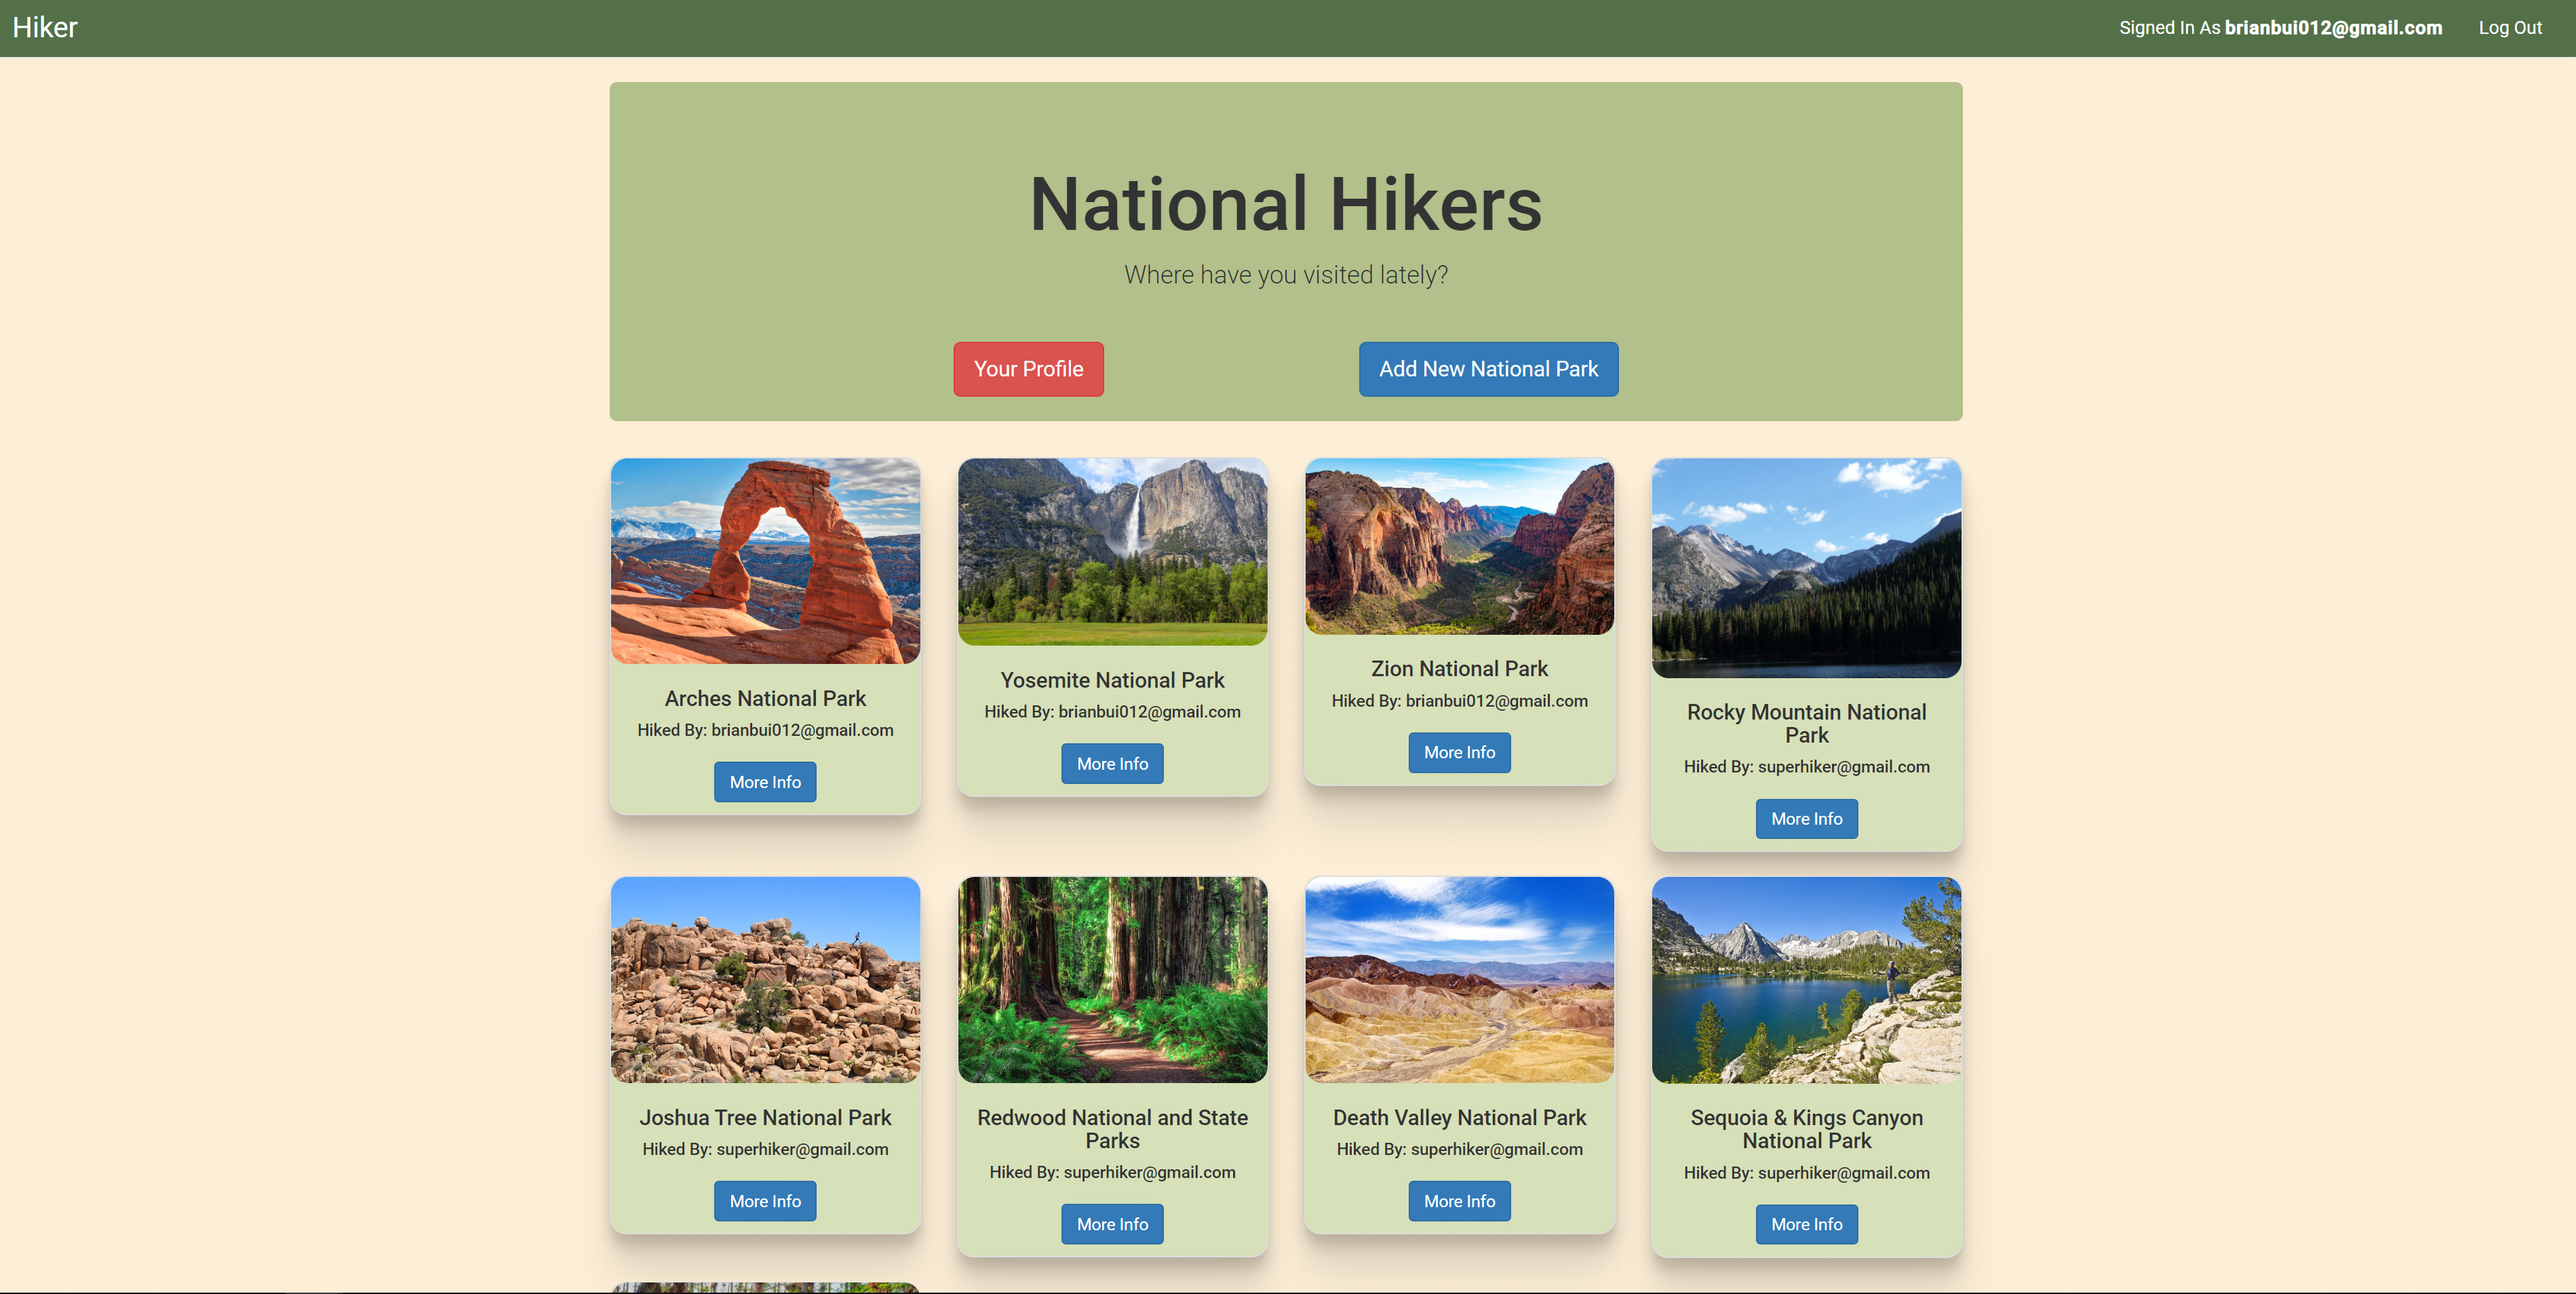 Hiker
Signed In As brianbui012@gmail.com
Log Out
National Hikers
Where have you visited lately?
Your Profile
Add New National Park
Arches National Park
Hiked By: brianbui012@gmail.com
More Info
Yosemite National Park
Hiked By: brianbui012@gmail.com
More Info
Zion National Park
Hiked By: brianbui012@gmail.com
More Info
Rocky Mountain National
Park
Hiked By: superhiker@gmail.com
More Info
Joshua Tree National Park
Hiked By: superhiker@gmail.com
More Info
Redwood National and State
Parks
Hiked By: superhiker@gmail.com
More Info
Death Valley National Park
Hiked By: superhiker@gmail.com
More Info
Sequoia & Kings Canyon
National Park
Hiked By: superhiker@gmail.com
More Info